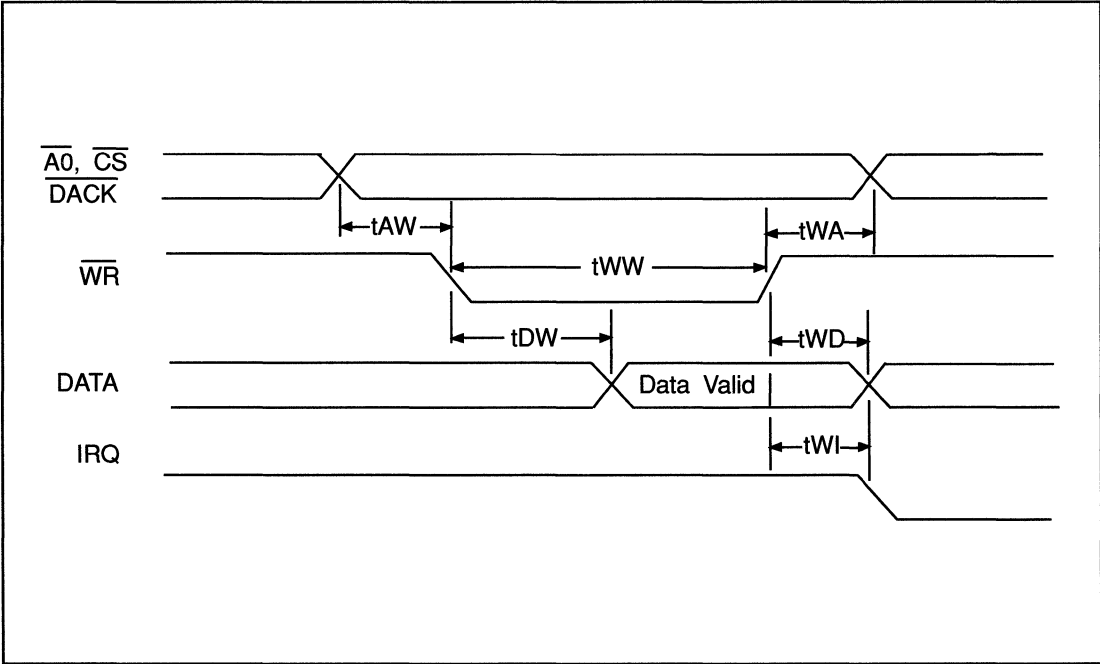 A0, CS
DACK
tAW
tWA
WR
tWW
tDW
tWD
DATA
Data Valid
IRQ
tWI